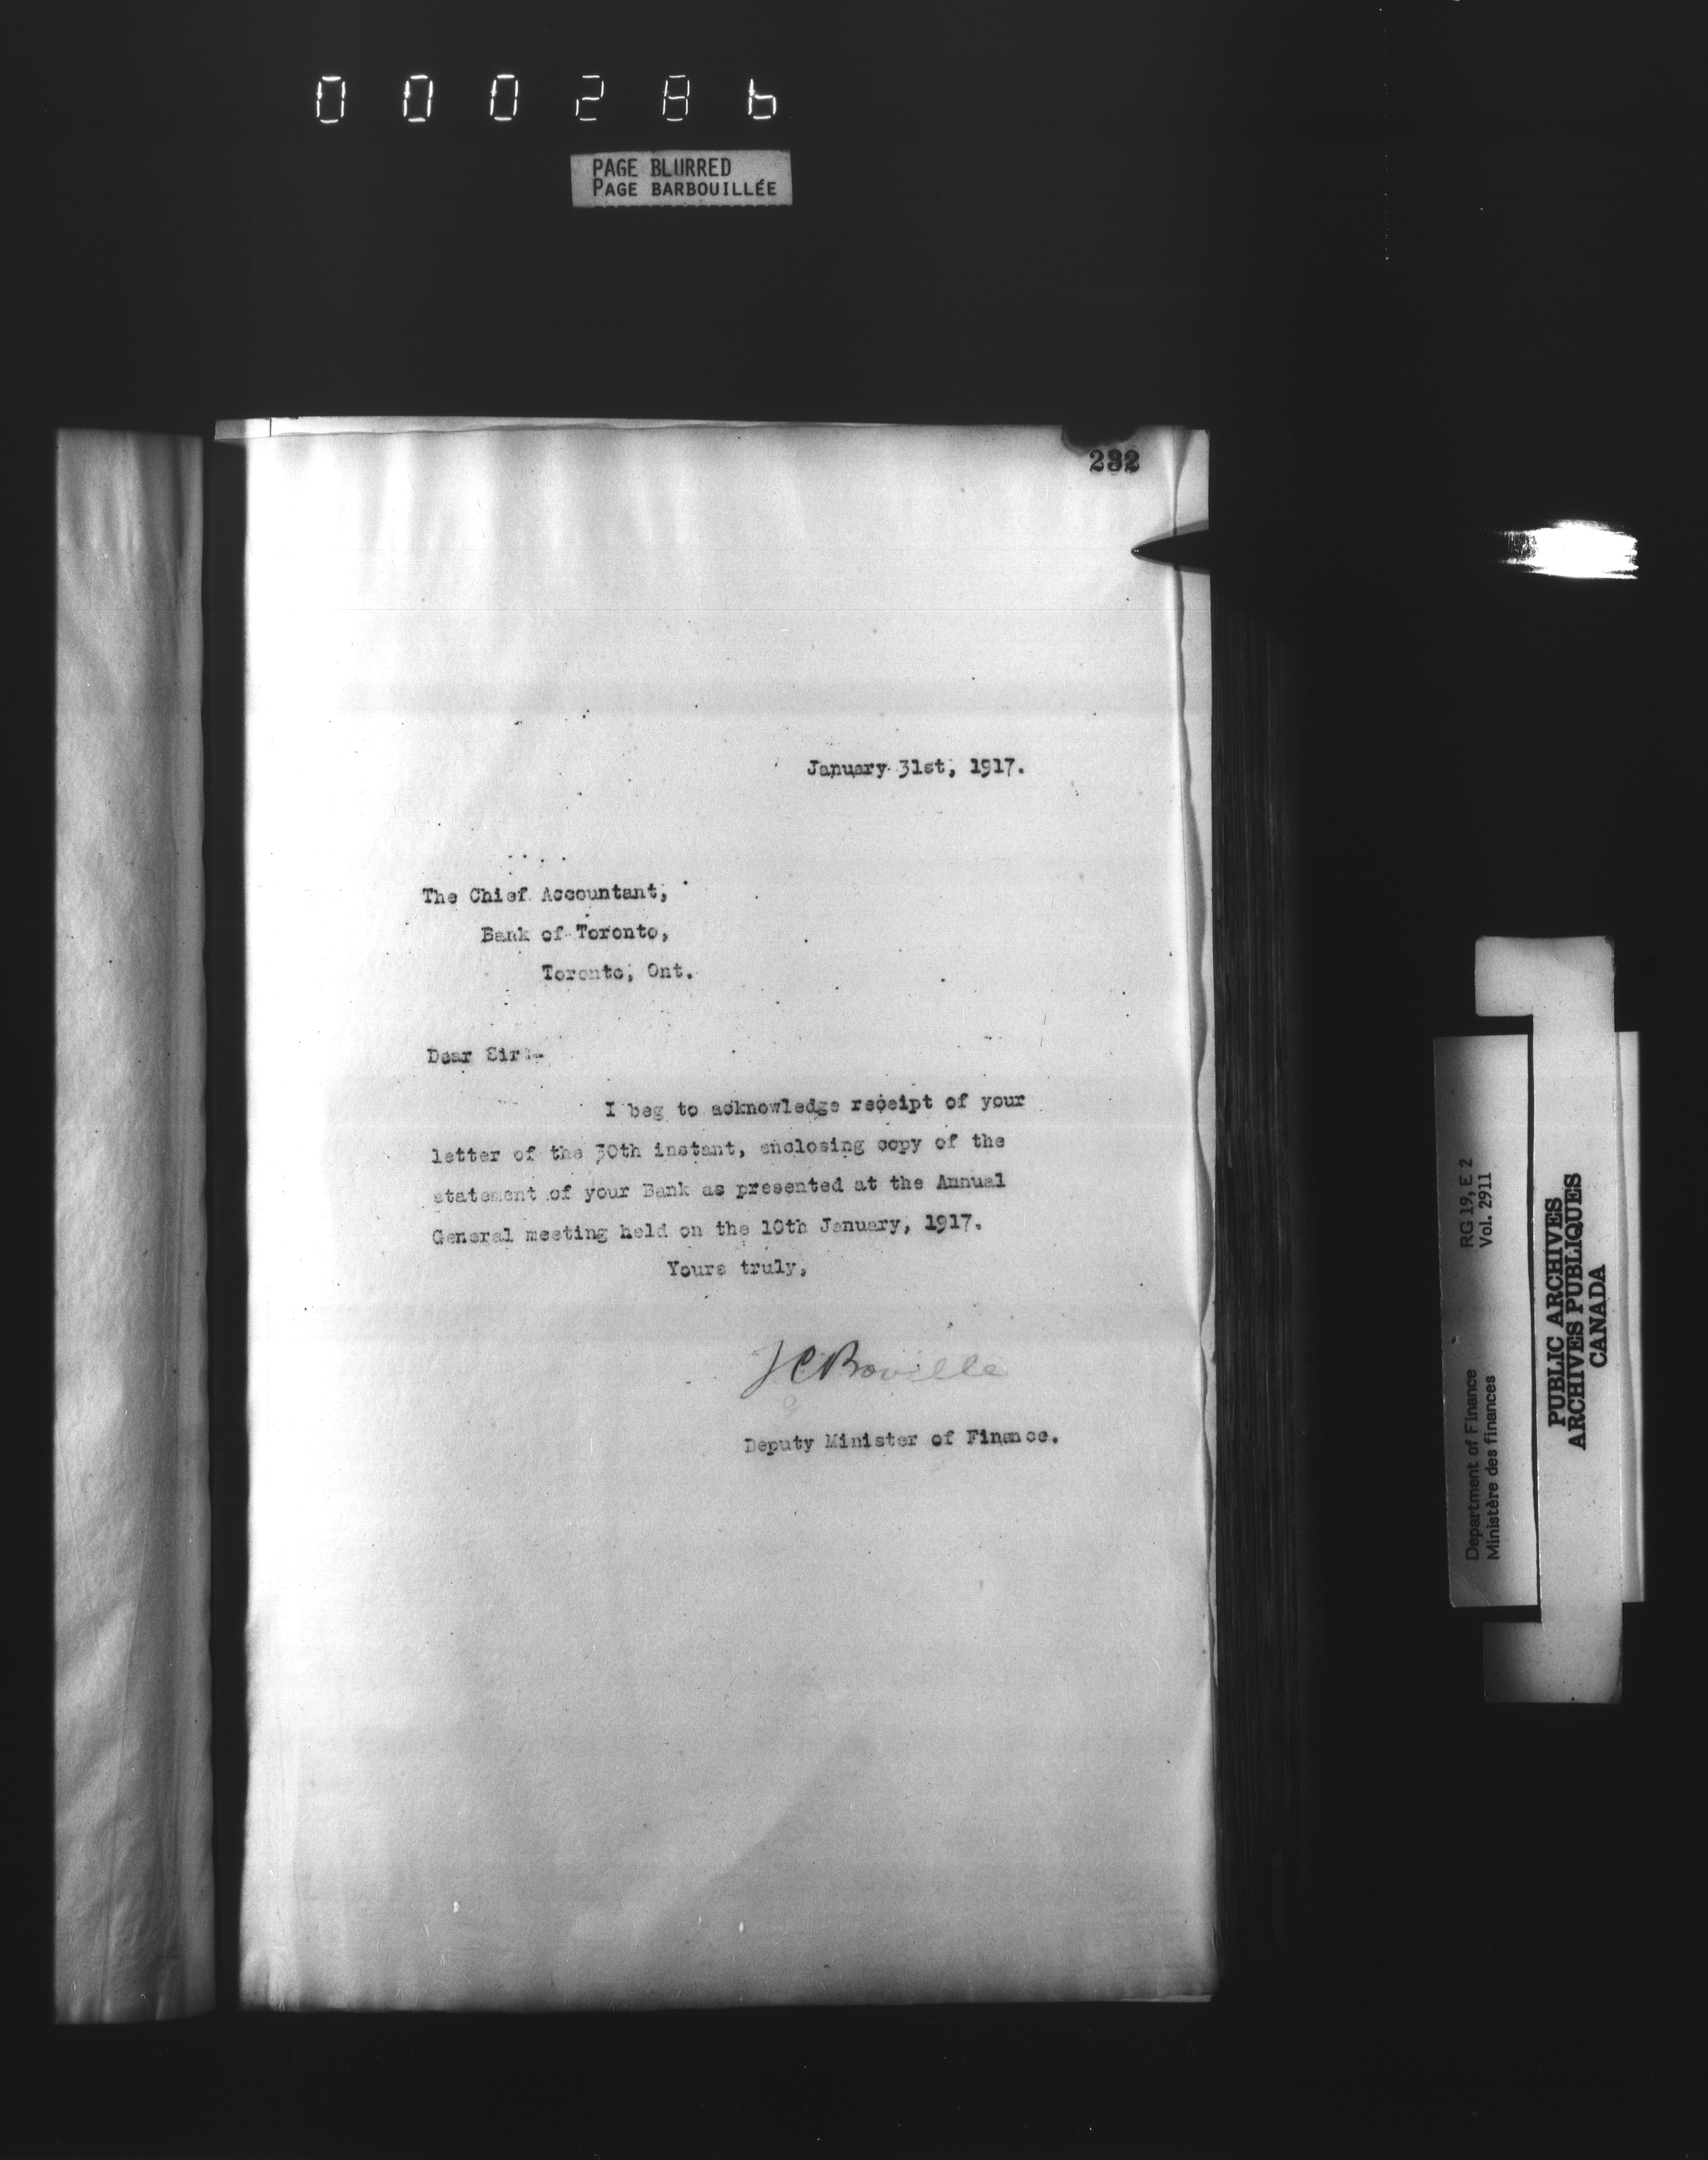 000286
PAGE BLURRED
PAGE BARBOUILLÉE
232
January 31st, 1917.
The Chief Accountant,
Bank of Toronto,
Toronto, Ont.
Dear Sir:-
I beg to acknowledge receipt of your
letter of the 30th instant, enclosing copy of the
statement of your Bank as presented at the Annual
General meeting held on the 10th January, 1917.
Yours truly,
J C Boville
Deputy Minister of Finance.
RG 19, E 2
Vol. 2911
Department of Finance
Ministère des finances
PUBLIC ARCHIVES
ARCHIVES PUBLIQUES
CANADA